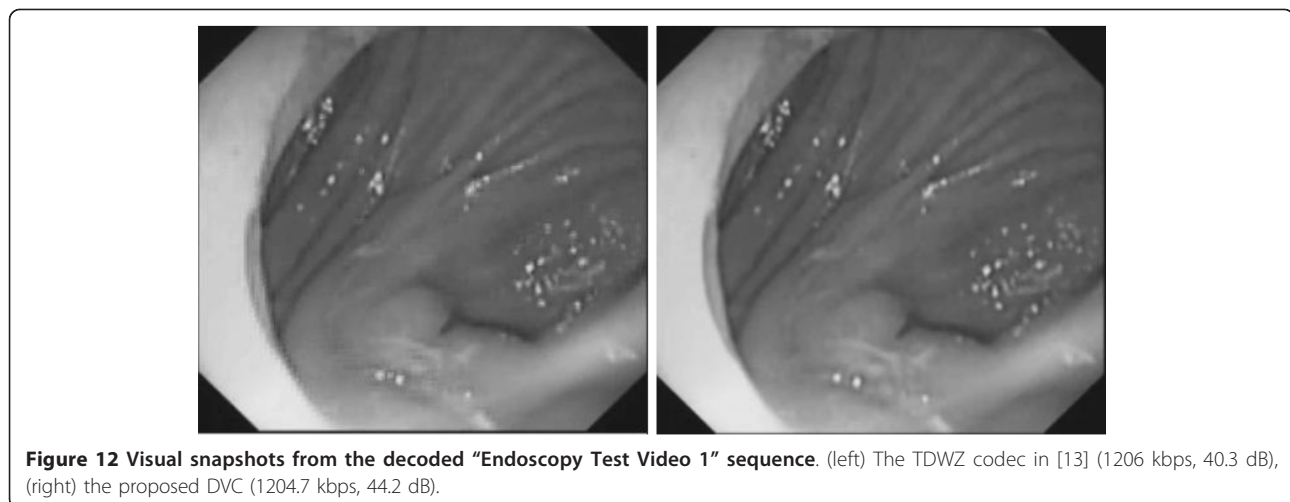 Figure 12 Visual snapshots from the decoded “Endoscopy Test Video 1” sequence. (left) The TDWZ codec in [13] (1206 kbps, 40.3 dB),
(right) the proposed DVC (1204.7 kbps, 44.2 dB).